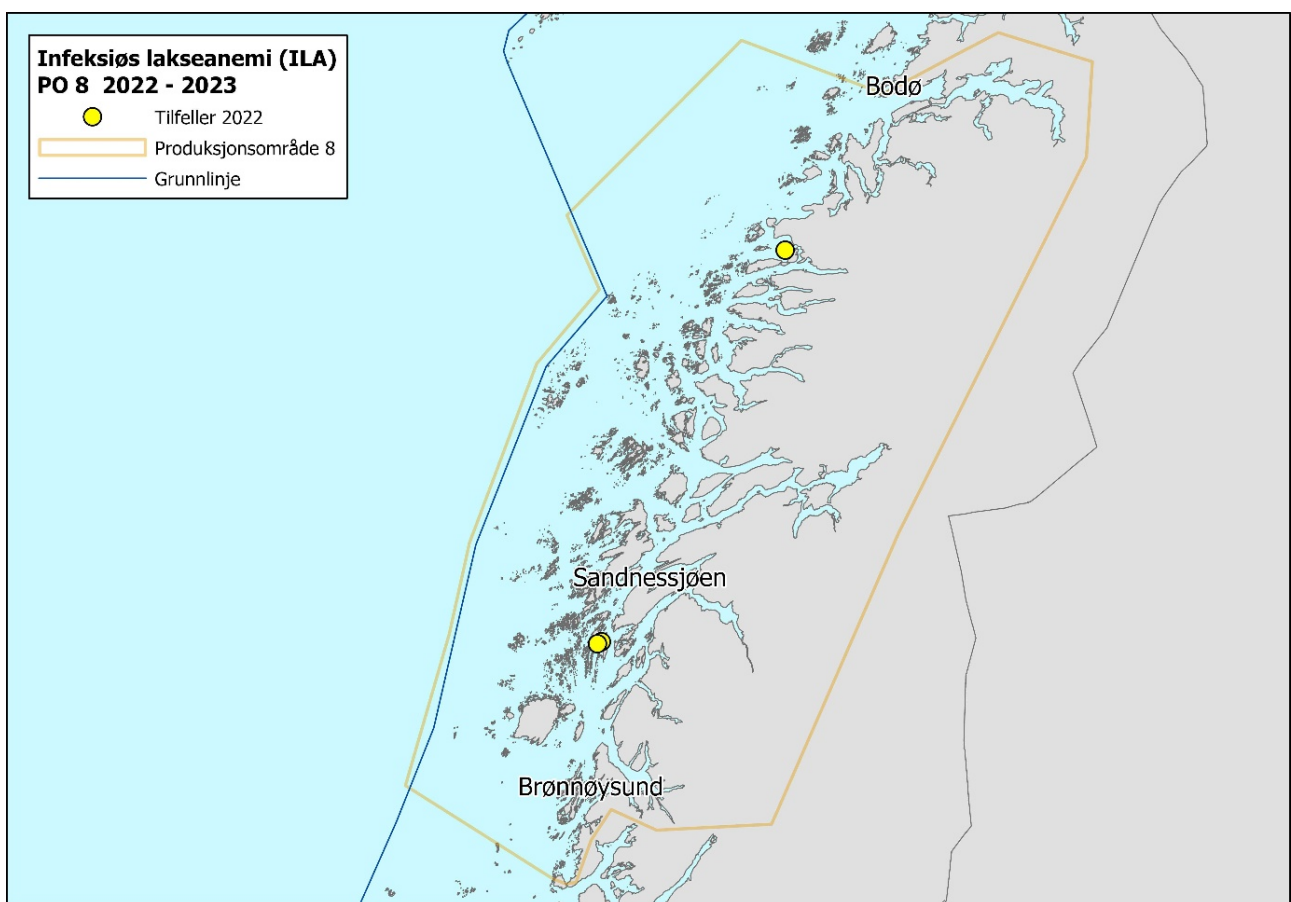 Infeksiøs lakseanemi (ILA)
PO 8 2022 - 2023
Tilfeller 2022
Produksjonsområde 8
Grunnlinje
Bodø
Sandnessjøen
Brønnøysund